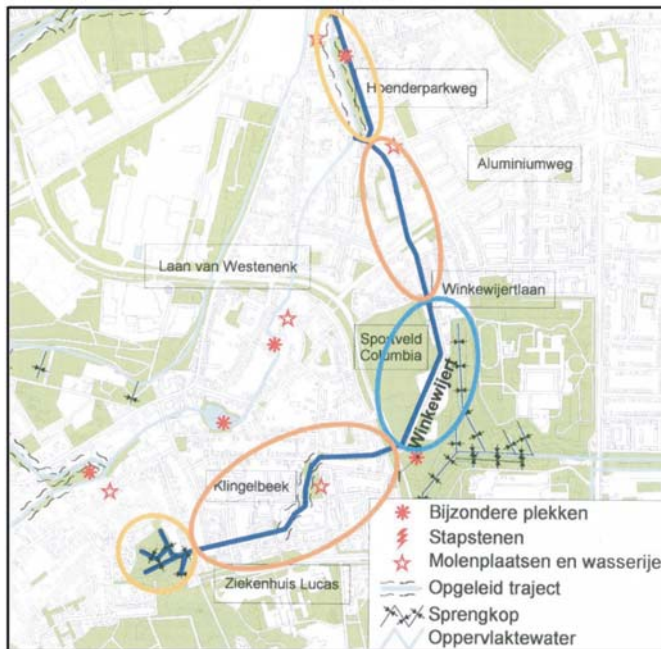 Hoenderparkweg
Aluminiumweg
Laan van Westenenk
Winkewijertlaan
Sportveld
Columbia
Winkewijert
Klingelbeek
Ziekenhuis Lucas
Bijzondere plekken
Stapstenen
Molenplaatsen en wasserije
Opgeleid traject
Sprengkop
Oppervlaktewater